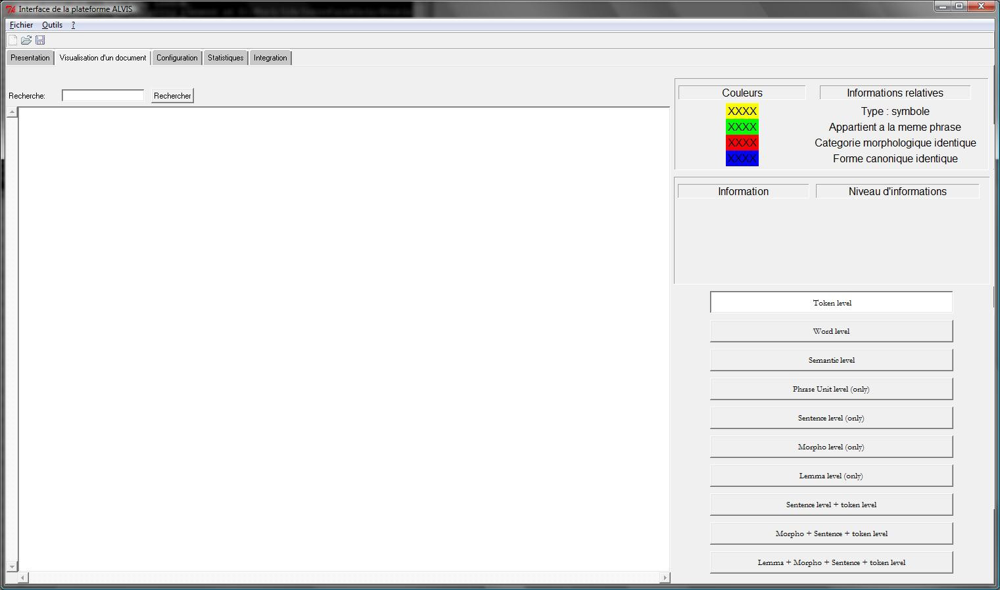 Interface de la plateforme ALVIS
Fichier Outils ?
Presentation Visualisation d'un document Configuration Statistiques Integration
Recherche: Rechercher
Couleurs Informations relatives
XXXX Type : symbole
XXXX Appartient a la meme phrase
XXXX Categorie morphologique identique
XXXX Forme canonique identique
Information Niveau d'informations
Token level
Word level
Semantic level
Phrase Unit level (only)
Sentence level (only)
Morpho level (only)
Lemma level (only)
Sentence level + token level
Morpho + Sentence + token level
Lemma + Morpho + Sentence + token level